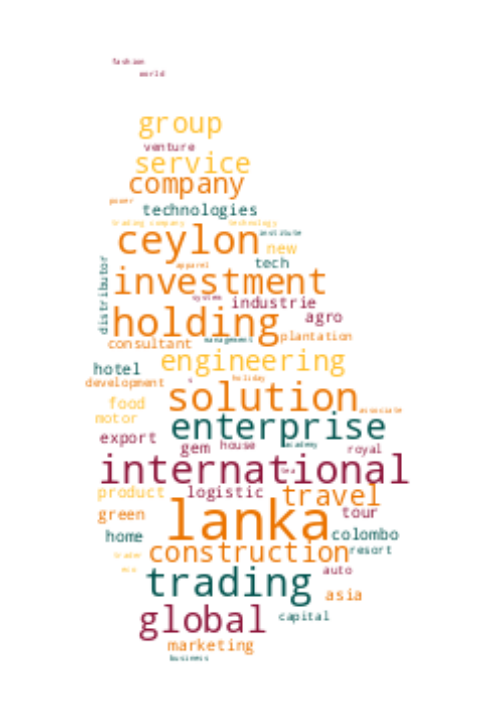 fashion
world
group
venture
service
company
power
technologies
trading company technology
ceylon institute
new
apparel tech
distributor
investment
system industrie
holding agro
management plantation
consultant
engineering
hotel
development s holiday
solution
food
associate
motor
enterprise
export gem house academy royal
international
tea
product logistic travel
green lanka tour
home colombo
construction resort
trader
eco auto
trading asia
global capital
marketing
business